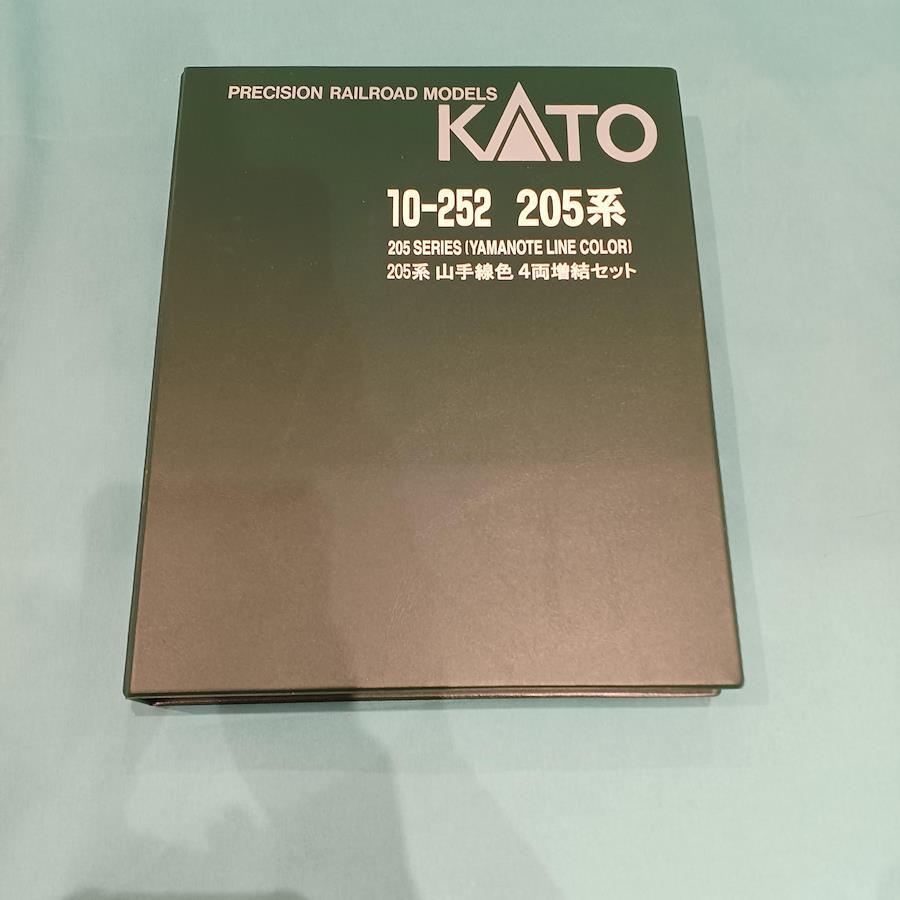 PRECISION RAILROAD MODELS
KATO
10-252 205系
205 SERIES (YAMANOTE LINE COLOR)
205系 山手線色 4両増結セット